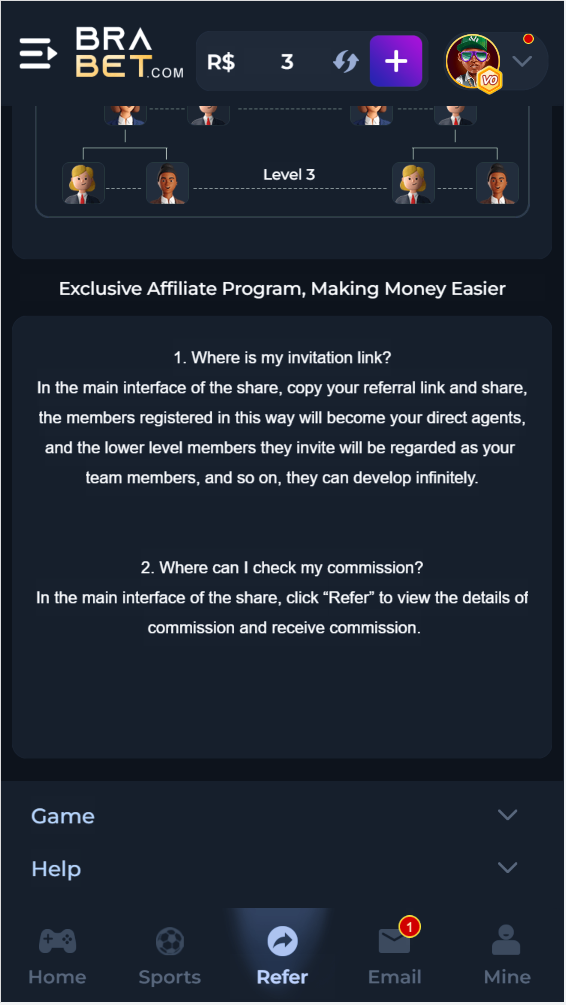 BRA
BET.COM
R$ 3
V0
Level 3
Exclusive Affiliate Program, Making Money Easier
1. Where is my invitation link?
In the main interface of the share, copy your referral link and share,
the members registered in this way will become your direct agents,
and the lower level members they invite will be regarded as your
team members, and so on, they can develop infinitely.
2. Where can I check my commission?
In the main interface of the share, click “Refer” to view the details of
commission and receive commission.
Game
Help
1
Home Sports Refer Email Mine